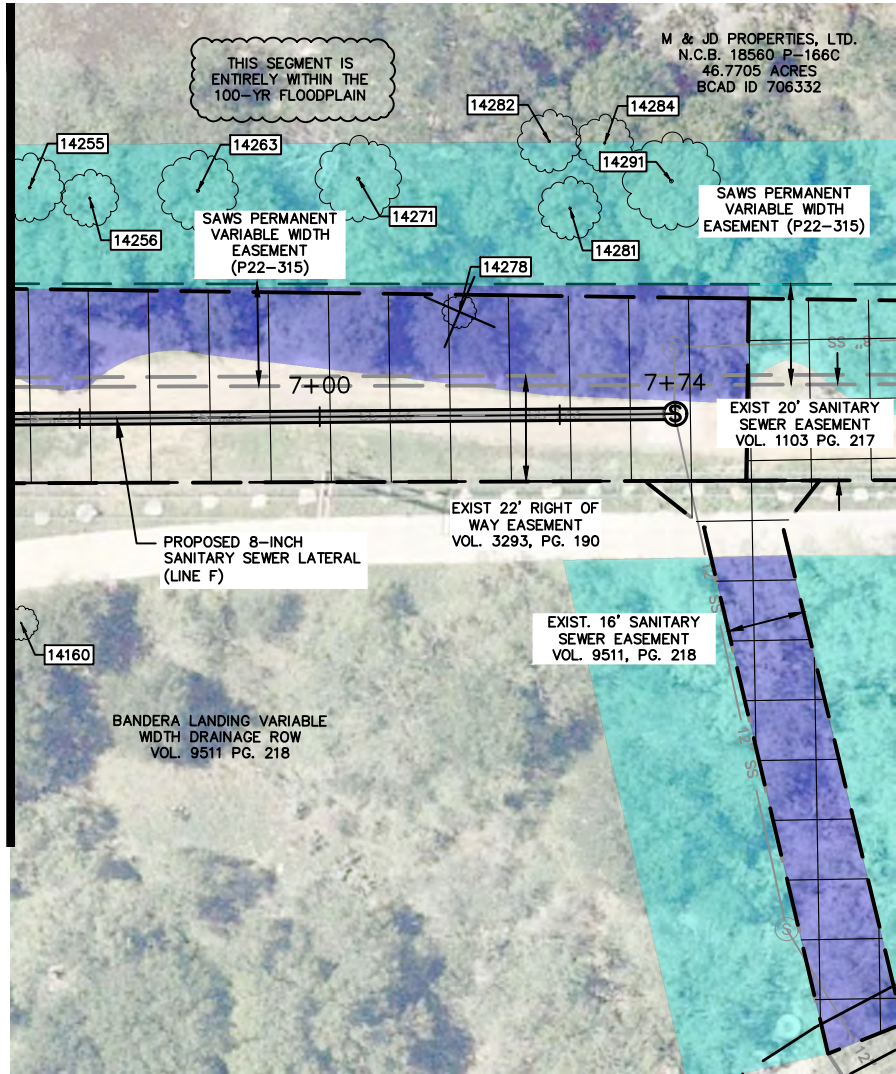 THIS SEGMENT IS
ENTIRELY WITHIN THE
100-YR FLOODPLAIN
M & JD PROPERTIES, LTD.
N.C.B. 18560 P-166C
46.7705 ACRES
BCAD ID 706332
14282
14284
14255
14263
14291
14271
14256
14281
SAWS PERMANENT
VARIABLE WIDTH
EASEMENT
(P22-315)
SAWS PERMANENT
VARIABLE WIDTH
EASEMENT (P22-315)
14278
8" SS
7+00
7+74
S
EXIST 20' SANITARY
SEWER EASEMENT
VOL. 1103 PG. 217
EXIST 22' RIGHT OF
WAY EASEMENT
VOL. 3293, PG. 190
PROPOSED 8-INCH
SANITARY SEWER LATERAL
(LINE F)
12" SS
EXIST. 16' SANITARY
SEWER EASEMENT
VOL. 9511, PG. 218
14160
BANDERA LANDING VARIABLE
WIDTH DRAINAGE ROW
VOL. 9511 PG. 218
12" SS
S
12"